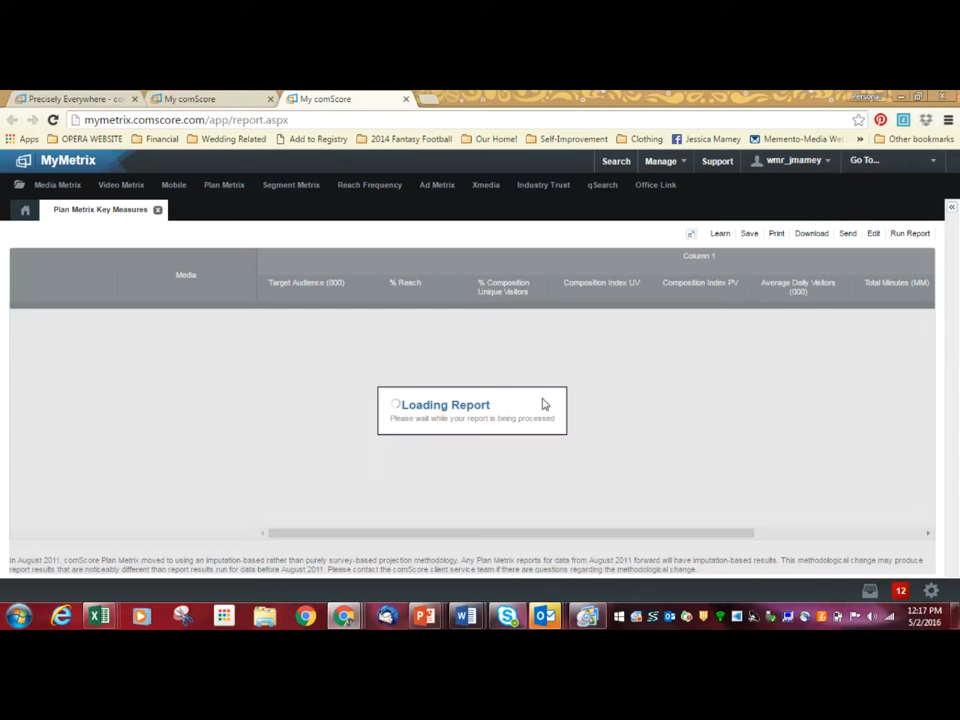 Precisely Everywhere - co
My comScore
My comScore
Personal
mymetrix.comscore.com/app/report.aspx
Apps
OPERA WEBSITE
Wedding Related
Financial
Add to Registry
2014 Fantasy Football
Our Home!
Self-Improvement
Clothing
Jessica Mamey
Memento-Media We
»
Other bookmarks
MyMetrix
Search
Manage
Support
wmr_jmamey
Go To...
Media Metrix
Video Metrix
Mobile
Plan Metrix
Segment Metrix
Reach Frequency
Ad Metrix
Xmedia
Industry Trust
qSearch
Office Link
Plan Metrix Key Measures
Learn
Save
Print
Download
Send
Edit
Run Report
Column 1
Media
Target Audience (000)
% Reach
% Composition
Unique Visitors
Composition Index UV
Composition Index PV
Average Daily Visitors
(000)
Total Minutes (MM)
Loading Report
Please wait while your report is being processed
In August 2011, comScore Plan Metrix moved to using an imputation-based rather than purely survey-based projection methodology. Any Plan Metrix reports for data from August 2011 forward will have imputation-based results. This methodological change may produce
report results that are noticeably different than report results run for data before August 2011. Please contact the comScore client service team if there are questions regarding the methodological change.
12
12:17 PM
5/2/2016